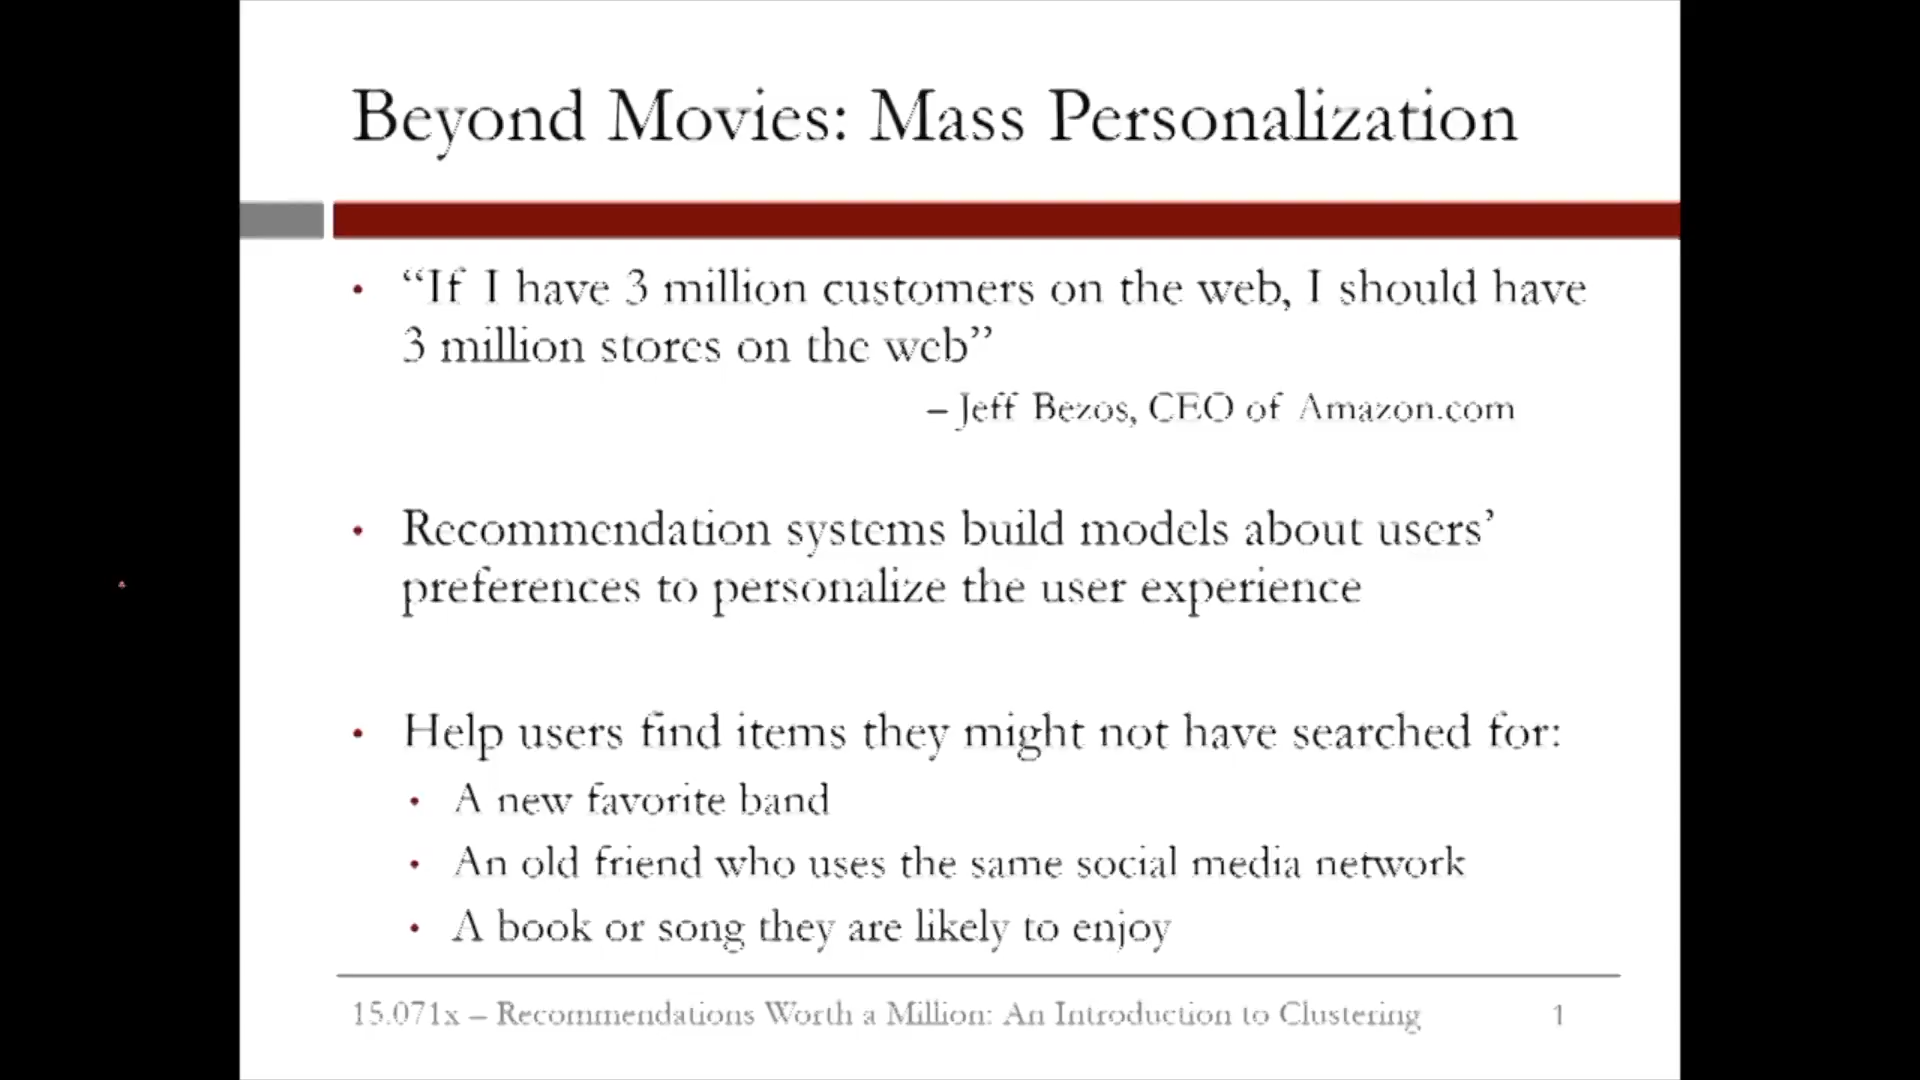 Beyond Movies: Mass Personalization
• “If I have 3 million customers on the web, I should have
3 million stores on the web”
– Jeff Bezos, CEO of Amazon.com
• Recommendation systems build models about users’
preferences to personalize the user experience
• Help users find items they might not have searched for:
• A new favorite band
• An old friend who uses the same social media network
• A book or song they are likely to enjoy
15.071x – Recommendations Worth a Million: An Introduction to Clustering 1